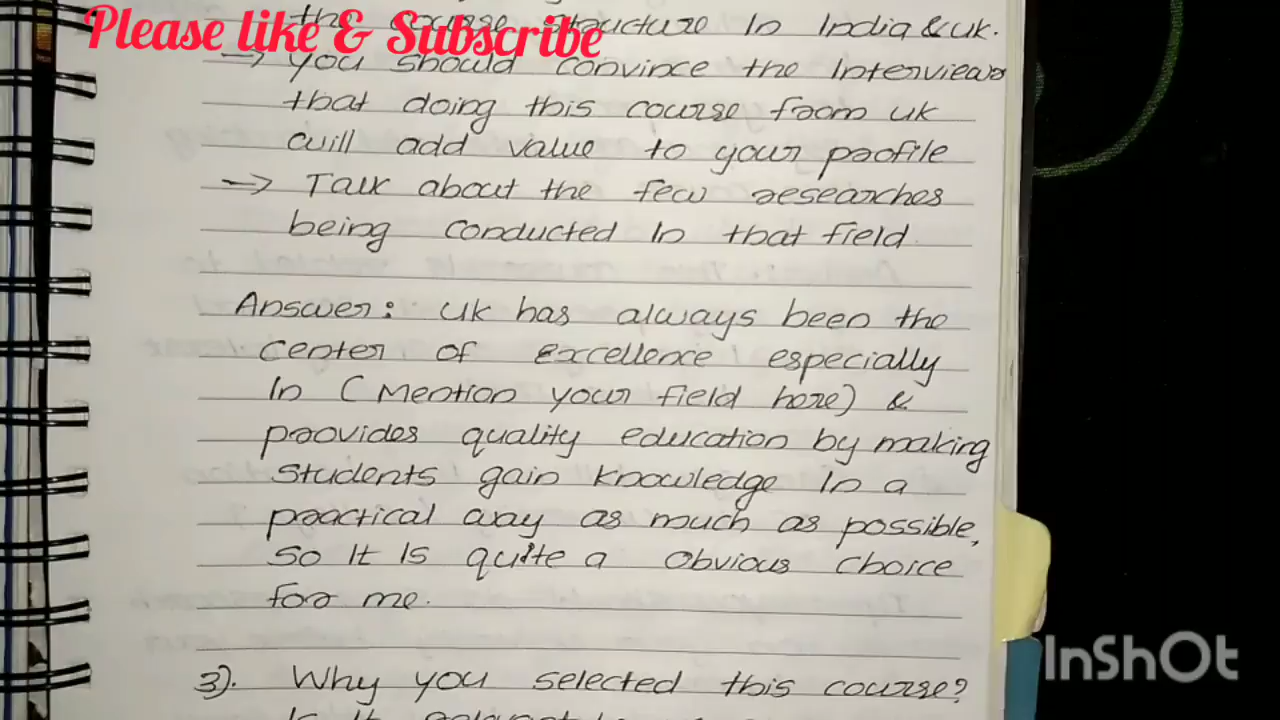 the course structure In India & uk.
Please like & Subscribe
→ you should convince the Interviewer
that doing this course from uk
will add value to your profile
→ Talk about the few researches
being conducted In that field
Answer: uk has always been the
center of excellence especially
In (Mention your field here) &
provides quality education by making
students gain knowledge In a
practical way as much as possible,
so It Is quite a obvious choice
for me.
3). Why you selected this course?
Is It relevant
InShOt